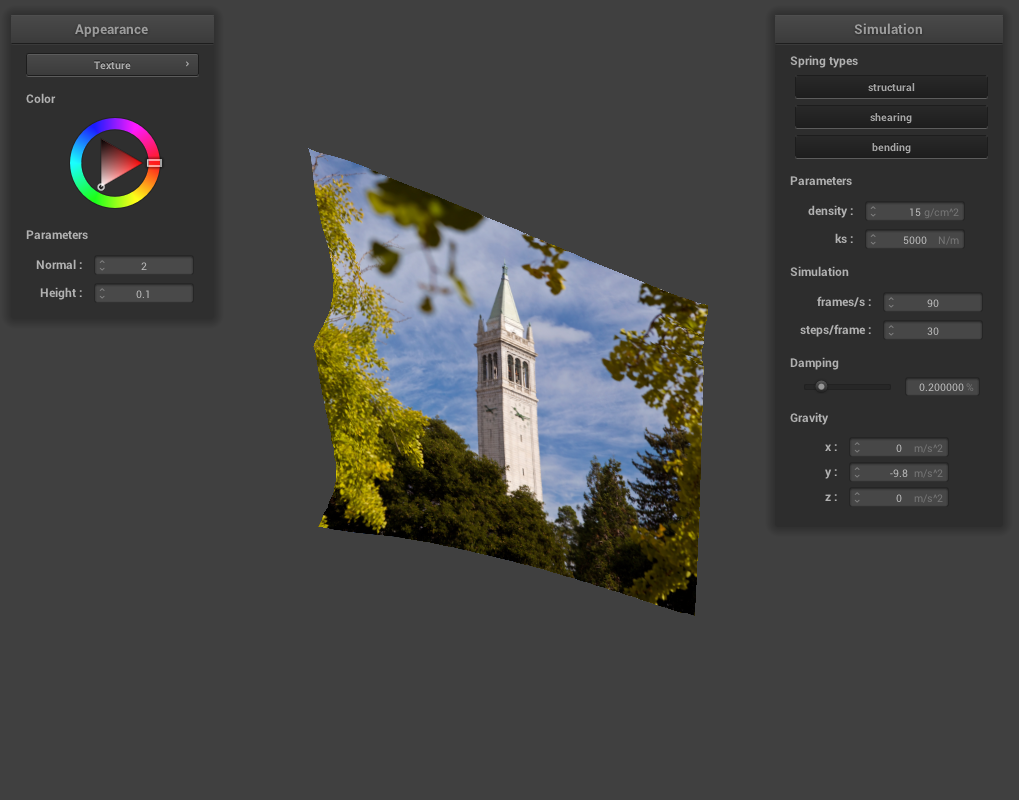 Appearance
Texture
Color
Parameters
Normal : 2
Height : 0.1
Simulation
Spring types
structural
shearing
bending
Parameters
density : 15 g/cm^2
ks : 5000 N/m
Simulation
frames/s : 90
steps/frame : 30
Damping
0.200000 %
Gravity
x : 0 m/s^2
y : -9.8 m/s^2
z : 0 m/s^2